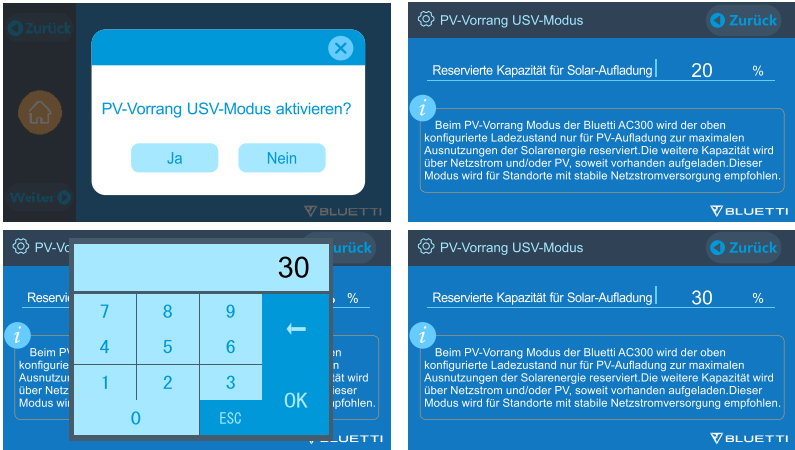 Zurück
PV-Vorrang USV-Modus aktivieren?
Ja
Nein
Weiter
BLUETTI
PV-Vorrang USV-Modus
Zurück
Reservierte Kapazität für Solar-Aufladung 20 %
i
Beim PV-Vorrang Modus der Bluetti AC300 wird der oben
konfigurierte Ladezustand nur für PV-Aufladung zur maximalen
Ausnutzungen der Solarenergie reserviert.Die weitere Kapazität wird
über Netzstrom und/oder PV, soweit vorhanden aufgeladen.Dieser
Modus wird für Standorte mit stabile Netzstromversorgung empfohlen.
BLUETTI
PV-Vo
urück
Reservie
%
30
7 8 9
4 5 6 ←
1 2 3
0 ESC OK
i
Beim PV
en
konfigurie
alen
Ausnutzun
tät wird
über Netz
ieser
Modus wir
pfohlen.
BLUETTI
PV-Vorrang USV-Modus
Zurück
Reservierte Kapazität für Solar-Aufladung 30 %
i
Beim PV-Vorrang Modus der Bluetti AC300 wird der oben
konfigurierte Ladezustand nur für PV-Aufladung zur maximalen
Ausnutzungen der Solarenergie reserviert.Die weitere Kapazität wird
über Netzstrom und/oder PV, soweit vorhanden aufgeladen.Dieser
Modus wird für Standorte mit stabile Netzstromversorgung empfohlen.
BLUETTI